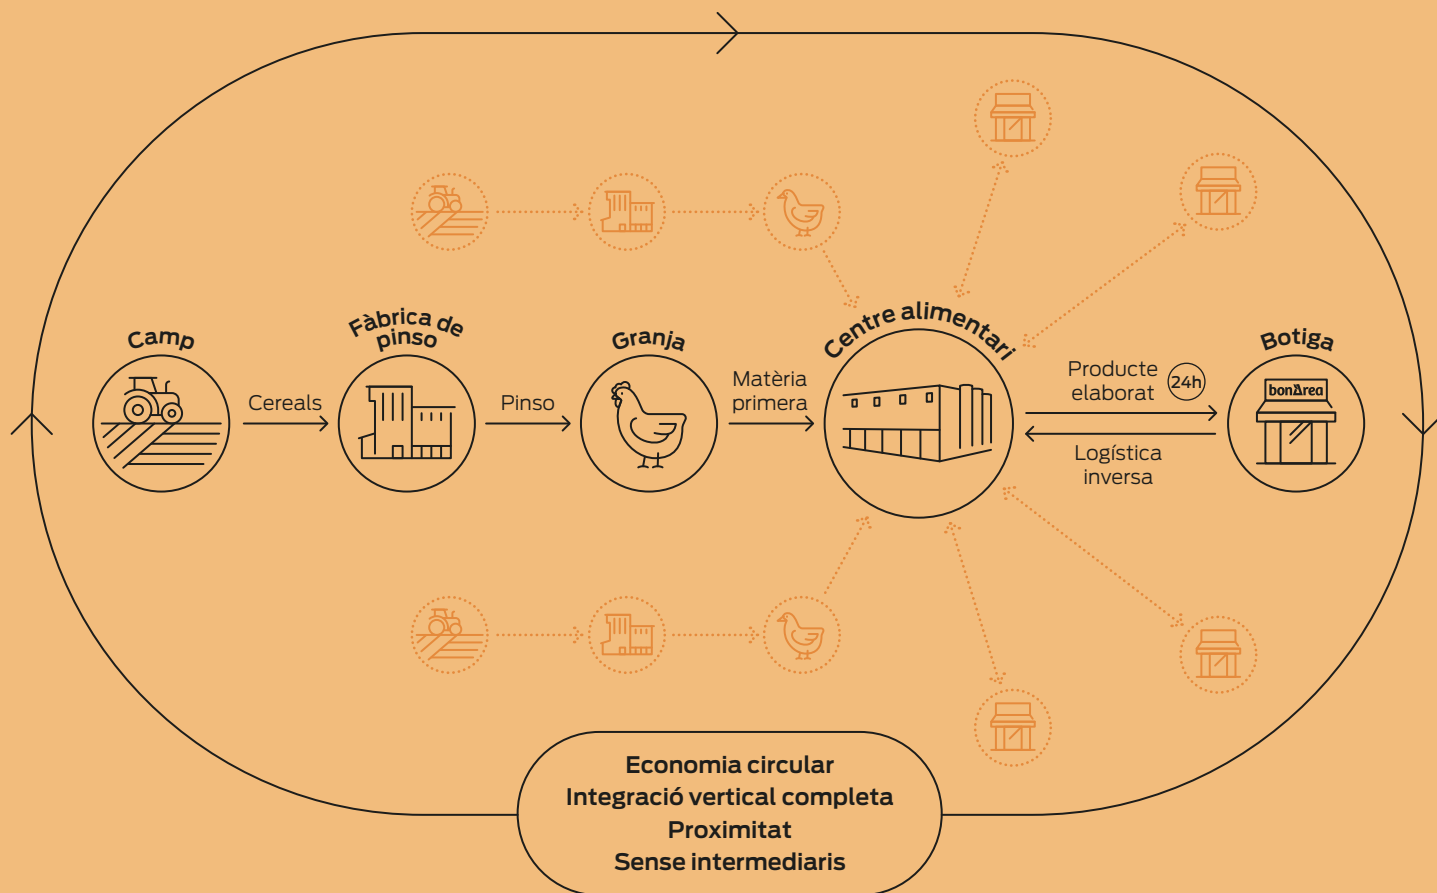 Camp
Fàbrica de
pinso
Granja
Centre alimentari
Botiga
Cereals
Pinso
Matèria
primera
Producte
elaborat
24h
Logística
inversa
bonÀrea
Economia circular
Integració vertical completa
Proximitat
Sense intermediaris